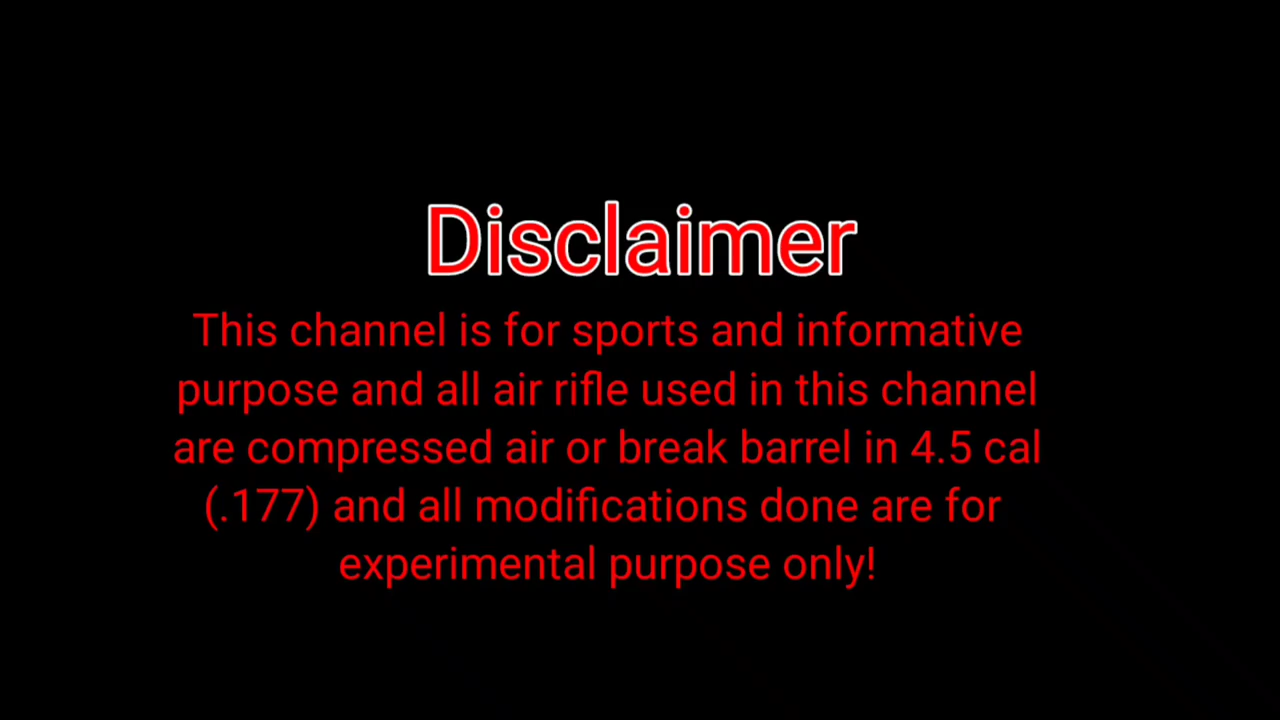 Disclaimer
This channel is for sports and informative
purpose and all air rifle used in this channel
are compressed air or break barrel in 4.5 cal
(.177) and all modifications done are for
experimental purpose only!